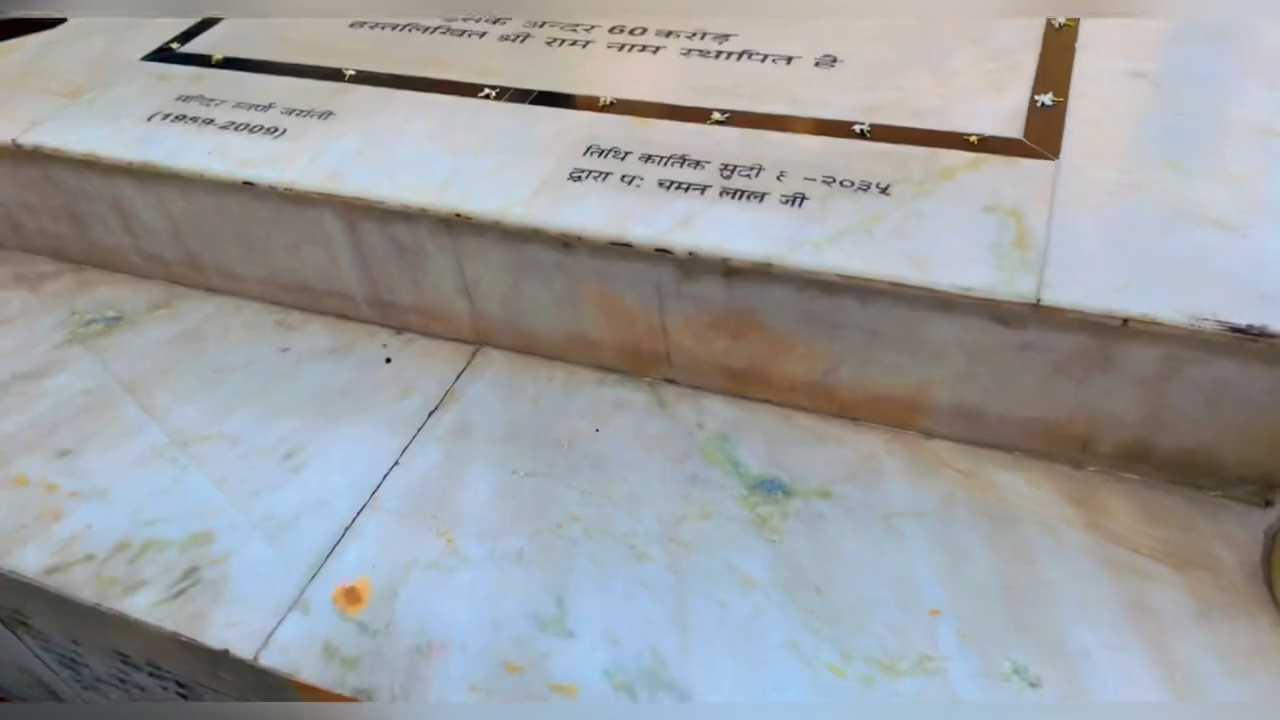 इसके अन्दर 60 करोड़
हस्तलिखित श्री राम नाम स्थापित है
मन्दिर स्वर्ण जयंती
(1959-2009)
तिथि कार्तिक सुदी ६ -२०३५
द्वारा पः चमन लाल जी